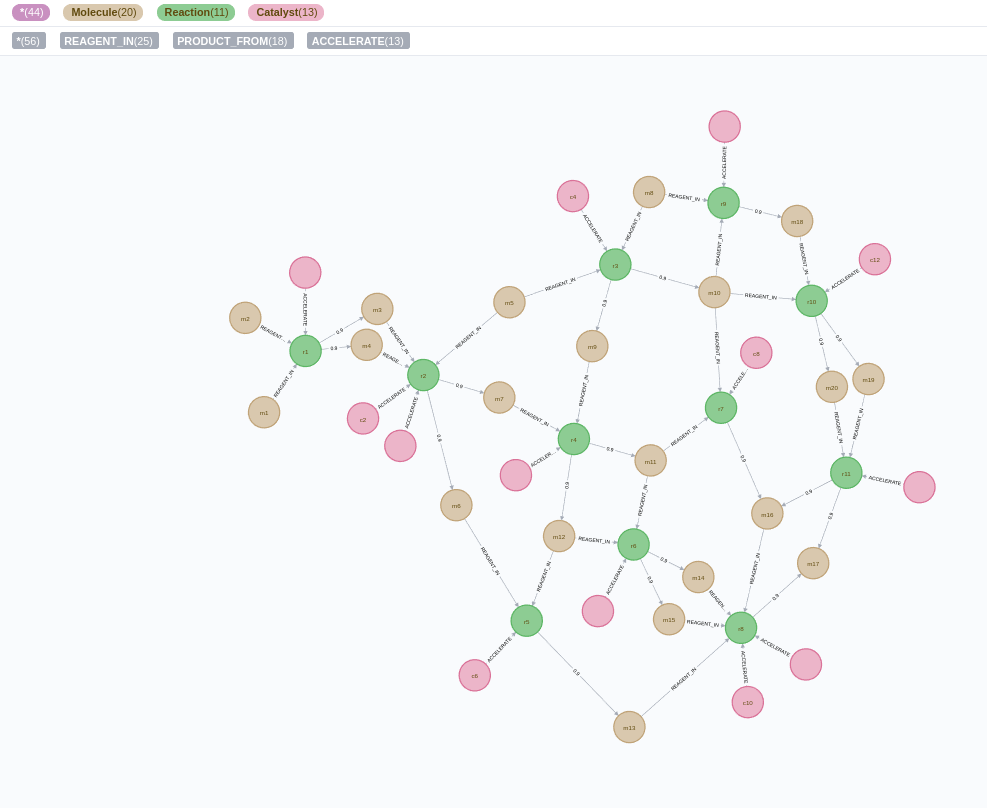 *(44) Molecule(20) Reaction(11) Catalyst(13)
*(56) REAGENT_IN(25) PRODUCT_FROM(18) ACCELERATE(13)
ACCELERATE
m8 REAGENT_IN r9 0.9 m18
c4 ACCELERATE REAGENT_IN
REAGENT_IN REAGENT_IN ACCELERATE c12
r3 0.9 m10 REAGENT_IN r10
m5 REAGENT_IN 0.9
ACCELERATE m2 REAGENT... m3 REAGENT_IN
r1 0.9 0.9 m4 REAGE...
REAGENT_IN m9 REAGENT_IN c8 ACCELE... 0.9 0.9
m1 REAGENT_IN r2 0.9 m7 REAGENT_IN
m20 m19
c2 ACCELERATE ACCELERATE r7
r4 0.9 m11 REAGENT_IN REAGENT_IN REAGENT_IN
0.9 ACCELER... 0.9 REAGENT_IN 0.9 r11 ACCELERATE
m6 0.9 m16 0.9
m12 REAGENT_IN r6 0.9 m14 REAGEN... REAGENT_IN m17
REAGENT_IN REAGENT_IN ACCELERATE 0.9 0.9
r5 m15 REAGENT_IN r8
ACCELERATE ACCELERATE ACCELERATE
0.9 REAGENT_IN c10
m13